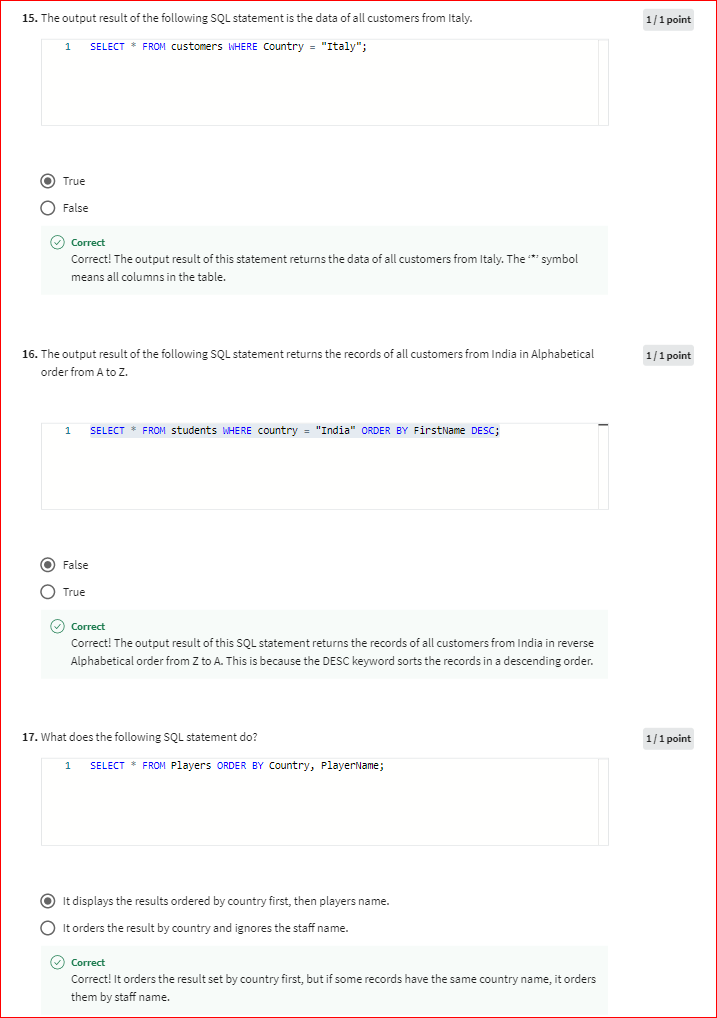 15. The output result of the following SQL statement is the data of all customers from Italy.
1/1 point
1 SELECT * FROM customers WHERE Country = "Italy";
True
False
Correct
Correct! The output result of this statement returns the data of all customers from Italy. The '*' symbol
means all columns in the table.
16. The output result of the following SQL statement returns the records of all customers from India in Alphabetical
order from A to Z.
1/1 point
1 SELECT * FROM students WHERE country = "India" ORDER BY FirstName DESC;
False
True
Correct
Correct! The output result of this SQL statement returns the records of all customers from India in reverse
Alphabetical order from Z to A. This is because the DESC keyword sorts the records in a descending order.
17. What does the following SQL statement do?
1/1 point
1 SELECT * FROM Players ORDER BY Country, PlayerName;
It displays the results ordered by country first, then players name.
It orders the result by country and ignores the staff name.
Correct
Correct! It orders the result set by country first, but if some records have the same country name, it orders
them by staff name.